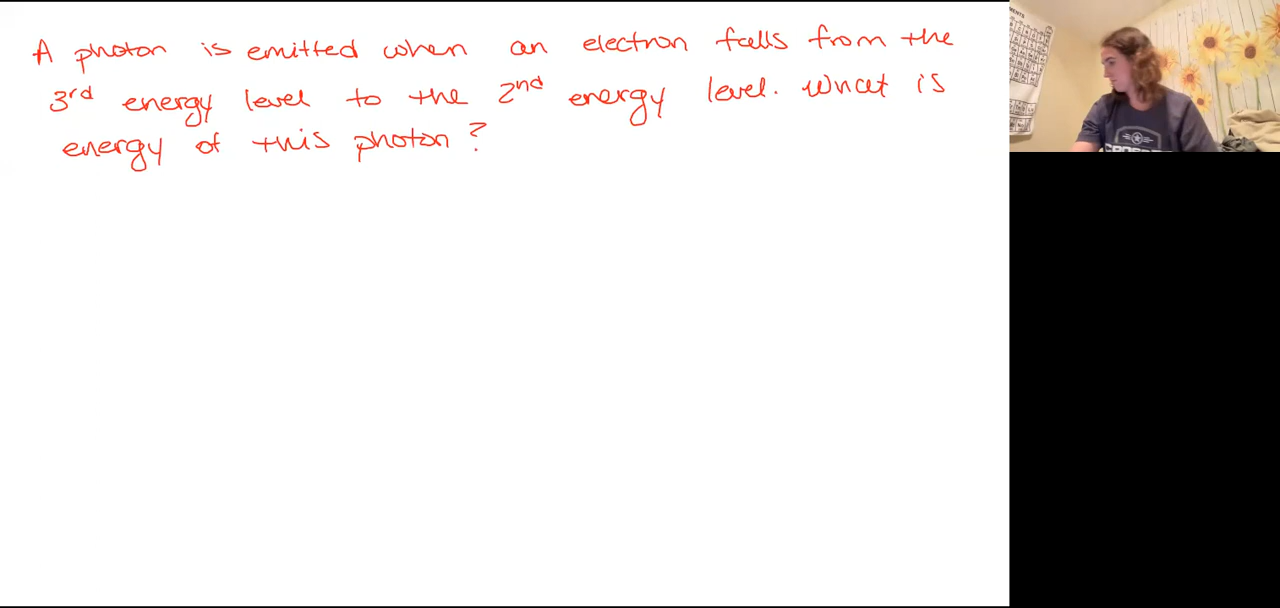 A photon is emitted when an electron falls from the
3rd energy level to the 2nd energy level. What is
energy of this photon?